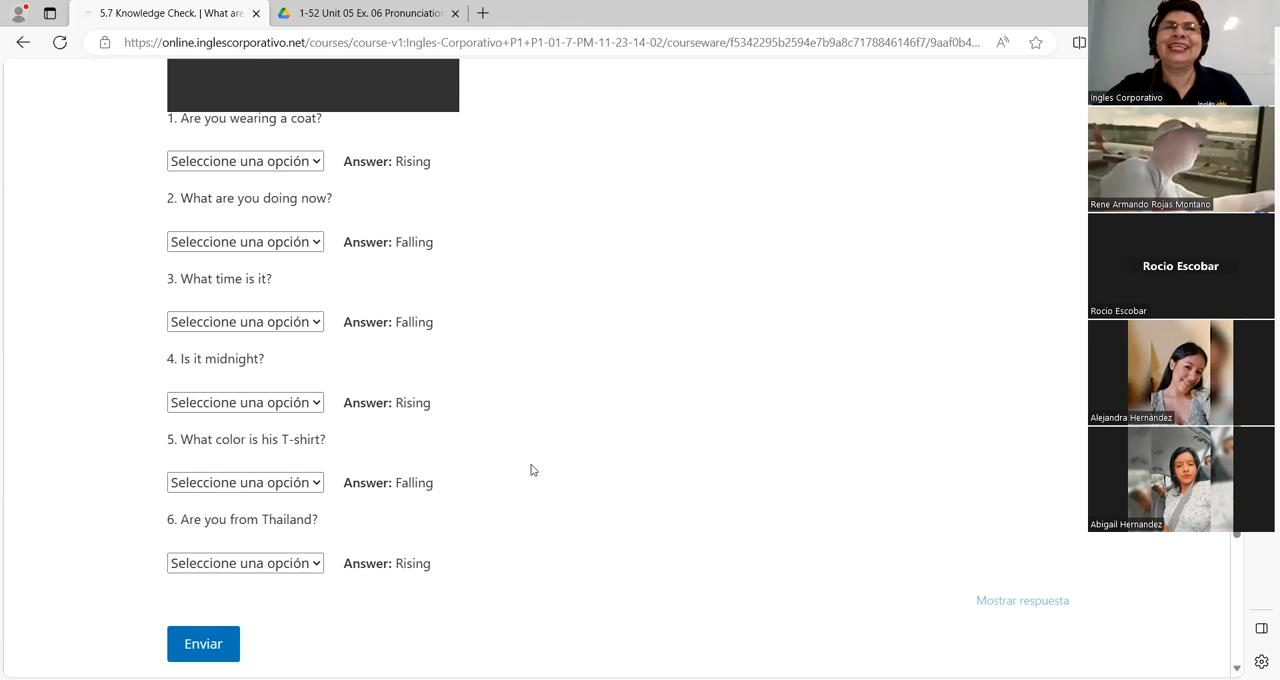 5.7 Knowledge Check. | What are
1-52 Unit 05 Ex. 06 Pronunciation
https://online.inglescorporativo.net/courses/course-v1:Ingles-Corporativo+P1+P1-01-7-PM-11-23-14-02/courseware/f5342295b2594e7b9a8c7178846146f7/9aaf0b4...
1. Are you wearing a coat?
Seleccione una opción Answer: Rising
2. What are you doing now?
Seleccione una opción Answer: Falling
3. What time is it?
Seleccione una opción Answer: Falling
4. Is it midnight?
Seleccione una opción Answer: Rising
5. What color is his T-shirt?
Seleccione una opción Answer: Falling
6. Are you from Thailand?
Seleccione una opción Answer: Rising
Mostrar respuesta
Enviar
Ingles Corporativo
Rene Armando Rojas Montano
Rocio Escobar
Rocio Escobar
Alejandra Hernández
Abigail Hernandez